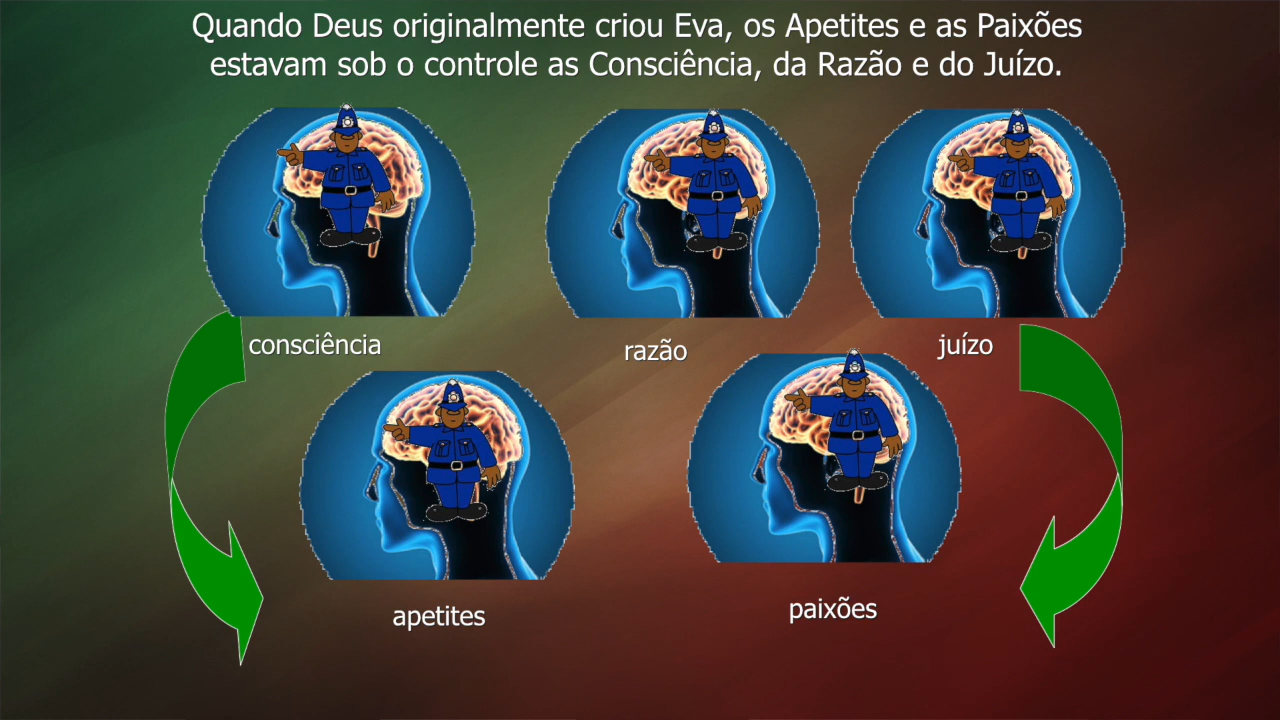 Quando Deus originalmente criou Eva, os Apetites e as Paixões
estavam sob o controle as Consciência, da Razão e do Juízo.
consciência
razão
juízo
apetites
paixões